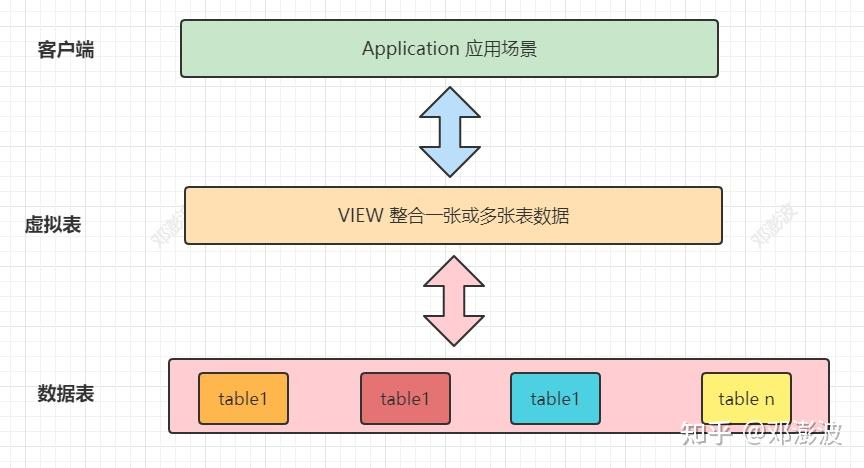 客户端
Application 应用场景
虚拟表
VIEW 整合一张或多张表数据
邓澎波
邓澎波
数据表
table1
table1
table1
table n
知乎 @邓澎波